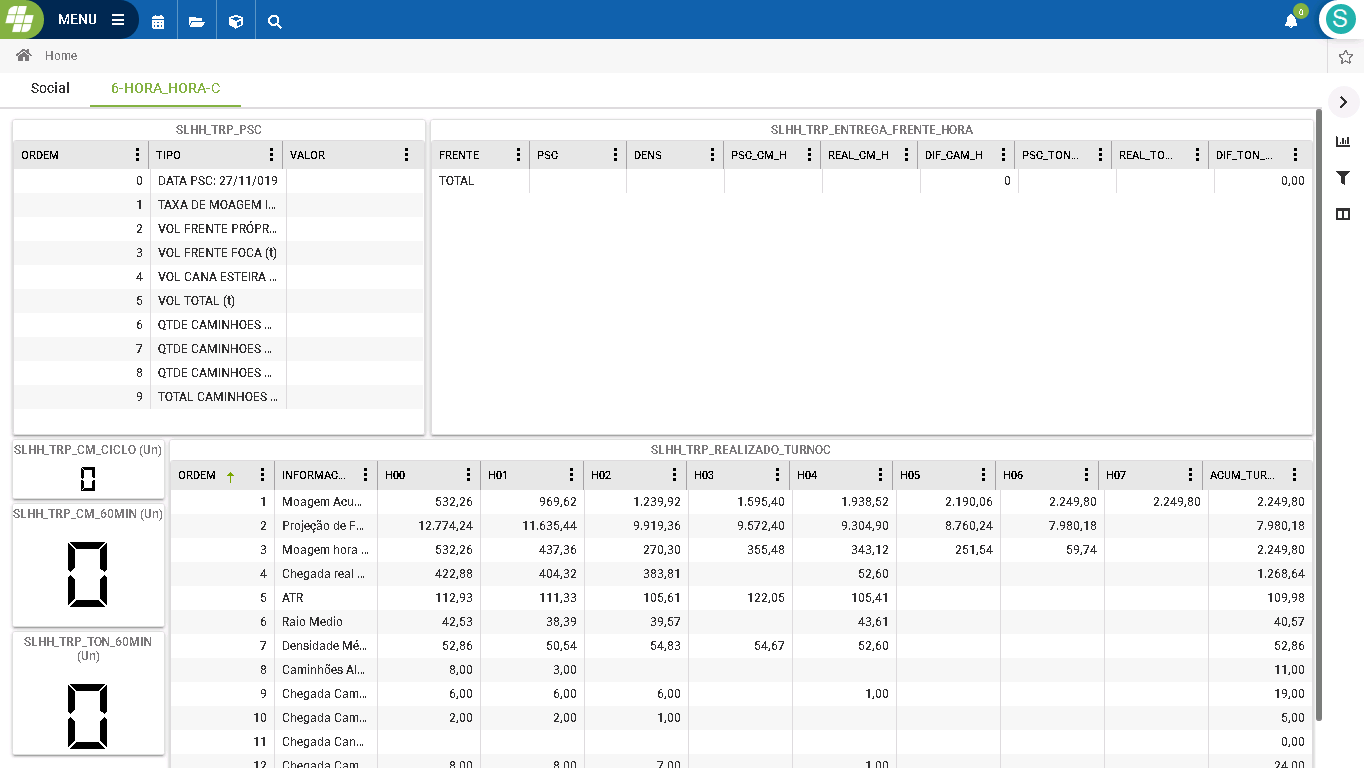 MENU
0
S
Home
Social 6-HORA_HORA-C
SLHH_TRP_PSC
ORDEM TIPO VALOR
0 DATA PSC: 27/11/019
1 TAXA DE MOAGEM I...
2 VOL FRENTE PRÓPR...
3 VOL FRENTE FOCA (t)
4 VOL CANA ESTEIRA ...
5 VOL TOTAL (t)
6 QTDE CAMINHOES ...
7 QTDE CAMINHOES ...
8 QTDE CAMINHOES ...
9 TOTAL CAMINHOES ...
SLHH_TRP_ENTREGA_FRENTE_HORA
FRENTE PSC DENS PSC_CM_H REAL_CM_H DIF_CAM_H PSC_TON... REAL_TO... DIF_TON_...
TOTAL 0 0,00
SLHH_TRP_CM_CICLO (Un)
0
SLHH_TRP_CM_60MIN (Un)
0
SLHH_TRP_TON_60MIN
(Un)
0
SLHH_TRP_REALIZADO_TURNOC
ORDEM INFORMAC... H00 H01 H02 H03 H04 H05 H06 H07 ACUM_TUR...
1 Moagem Acu... 532,26 969,62 1.239,92 1.595,40 1.938,52 2.190,06 2.249,80 2.249,80 2.249,80
2 Projeção de F... 12.774,24 11.635,44 9.919,36 9.572,40 9.304,90 8.760,24 7.980,18 7.980,18
3 Moagem hora ... 532,26 437,36 270,30 355,48 343,12 251,54 59,74 2.249,80
4 Chegada real ... 422,88 404,32 383,81 52,60 1.268,64
5 ATR 112,93 111,33 105,61 122,05 105,41 109,98
6 Raio Medio 42,53 38,39 39,57 43,61 40,57
7 Densidade Mé... 52,86 50,54 54,83 54,67 52,60 52,86
8 Caminhões Al... 8,00 3,00 11,00
9 Chegada Cam... 6,00 6,00 6,00 1,00 19,00
10 Chegada Cam... 2,00 2,00 1,00 5,00
11 Chegada Can... 0,00
12 Chegada Cam... 8,00 8,00 7,00 1,00 24,00